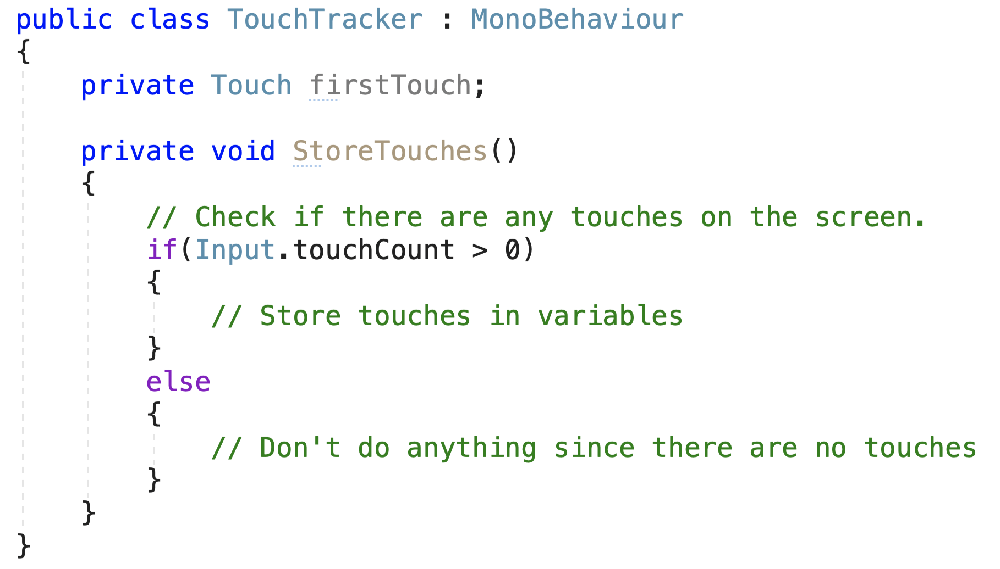 public class TouchTracker : MonoBehaviour
{
    private Touch firstTouch;
    private void StoreTouches()
    {
        // Check if there are any touches on the screen.
        if(Input.touchCount > 0)
        {
            // Store touches in variables
        }
        else
        {
            // Don't do anything since there are no touches
        }
    }
}